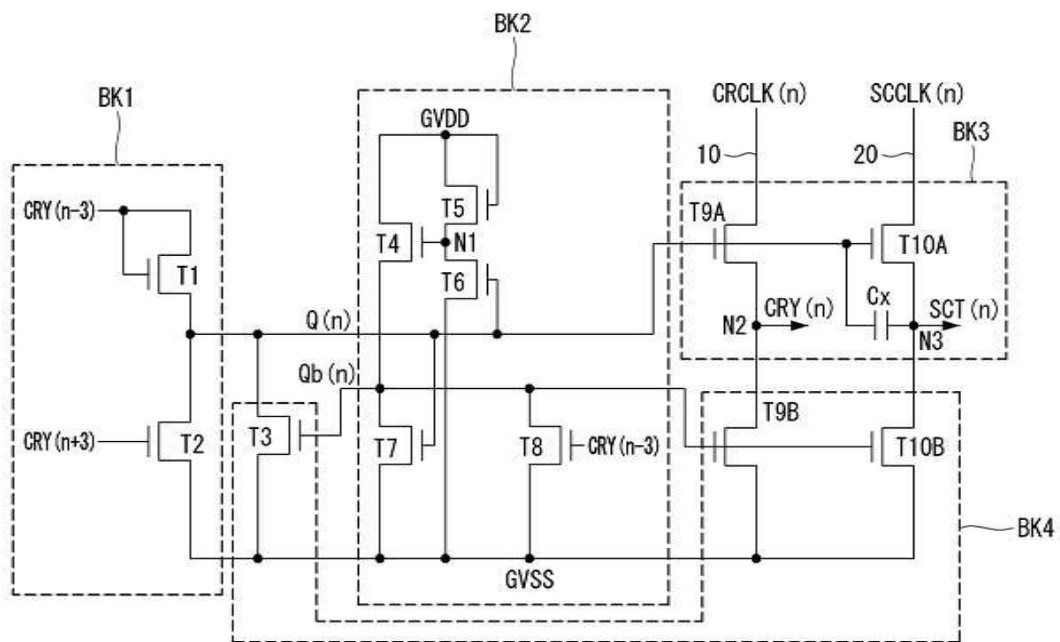 BK2
BK1
CRCLK(n)
SCCLK(n)
GVDD
10
20
BK3
CRY(n-3)
T5
T9A
T4
N1
T10A
T1
T6
Cx
Q(n)
CRY(n)
SCT(n)
N2
N3
Qb(n)
T9B
CRY(n+3)
T2
T3
T7
T8
CRY(n-3)
T10B
BK4
GVSS